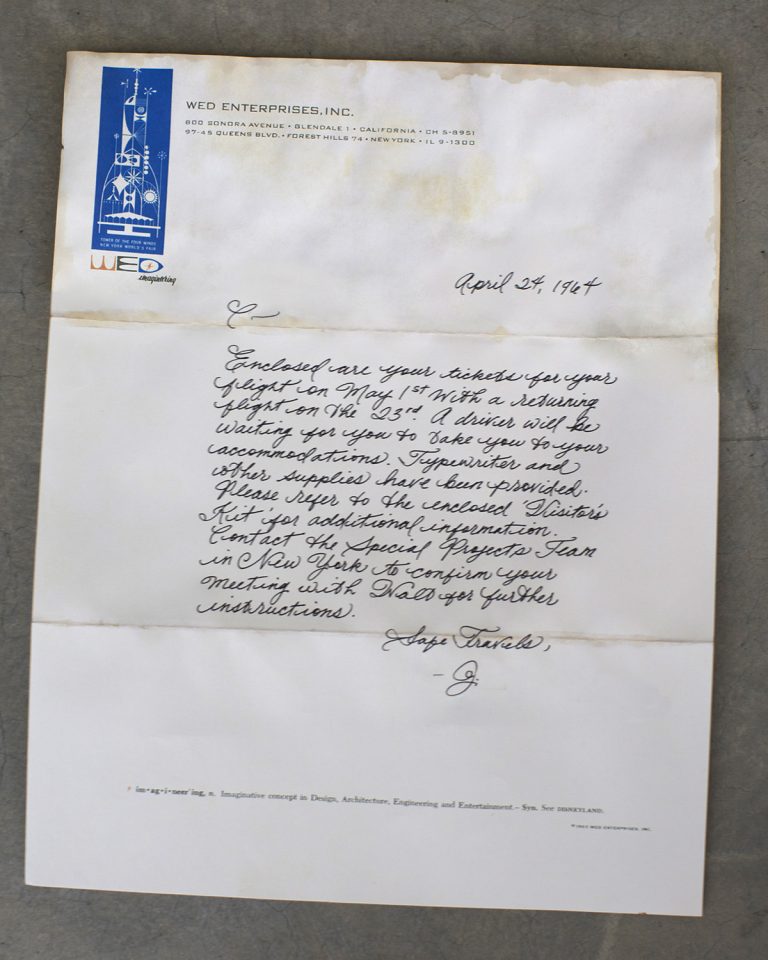 WED ENTERPRISES, INC.
800 SONORA AVENUE • GLENDALE 1 • CALIFORNIA • CH 5-8951
97-45 QUEENS BLVD. • FOREST HILLS 74 • NEW YORK • IL 9-1300
TOWER OF THE FOUR WINDS
NEW YORK WORLD'S FAIR
WED
imagineering
April 24, 1964
C —
Enclosed are your tickets for your
flight on May 1st with a returning
flight on the 23rd A driver will be
waiting for you to take you to your
accommodations. Typewriter and
other supplies have been provided.
Please refer to the enclosed 'Visitor's
Kit' for additional information.
Contact the Special Projects Team
in New York to confirm your
meeting with Walt for further
instructions.
Safe Travels,
- J.
im•ag•i•neer'ing, n. Imaginative concept in Design, Architecture, Engineering and Entertainment.– Syn. See DISNEYLAND.
WED ENTERPRISES, INC.